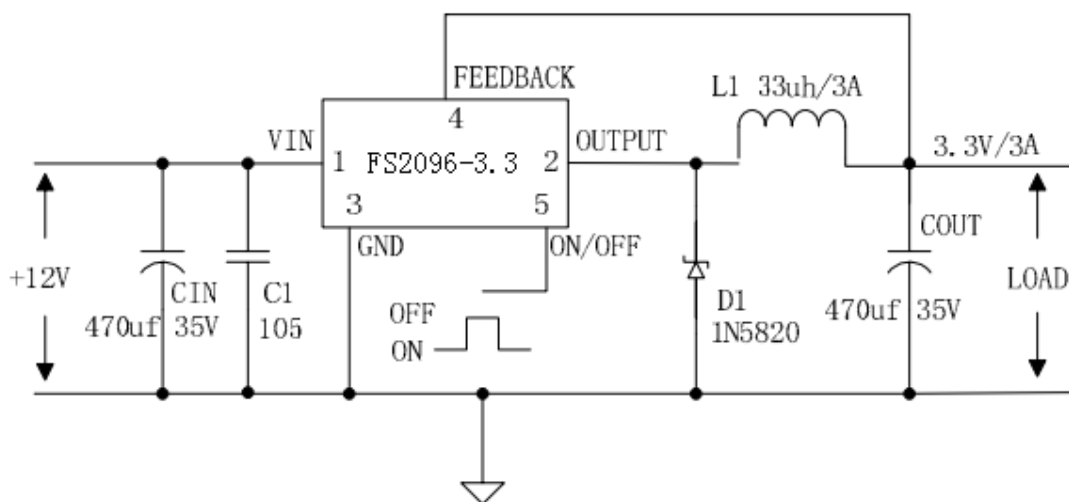 FEEDBACK
L1 33uh/3A
4
VIN
OUTPUT
3.3V/3A
1 FS2096-3.3 2
3
5
GND
ON/OFF
COUT
+12V
CIN
C1
D1
LOAD
470uf 35V
105
OFF
1N5820
470uf 35V
ON